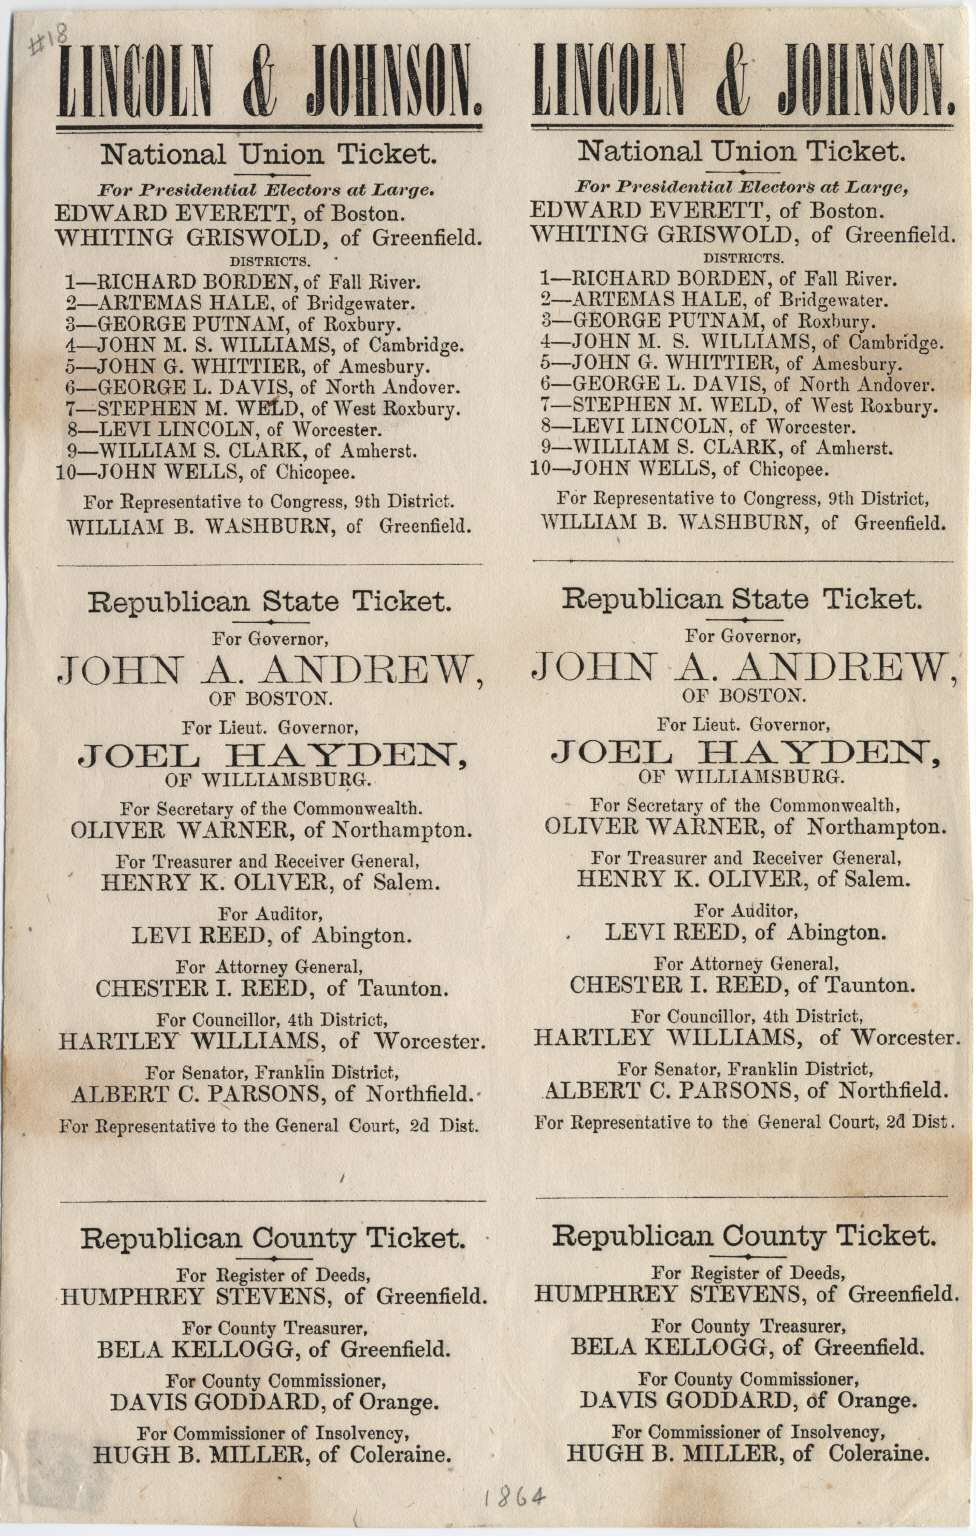 #18
LINCOLN & JOHNSON.
National Union Ticket.
For Presidential Electors at Large.
EDWARD EVERETT, of Boston.
WHITING GRISWOLD, of Greenfield.
DISTRICTS.
1—RICHARD BORDEN, of Fall River.
2—ARTEMAS HALE, of Bridgewater.
3—GEORGE PUTNAM, of Roxbury.
4—JOHN M. S. WILLIAMS, of Cambridge.
5—JOHN G. WHITTIER, of Amesbury.
6—GEORGE L. DAVIS, of North Andover.
7—STEPHEN M. WELD, of West Roxbury.
8—LEVI LINCOLN, of Worcester.
9—WILLIAM S. CLARK, of Amherst.
10—JOHN WELLS, of Chicopee.
For Representative to Congress, 9th District.
WILLIAM B. WASHBURN, of Greenfield.
Republican State Ticket.
For Governor,
JOHN A. ANDREW,
OF BOSTON.
For Lieut. Governor,
JOEL HAYDEN,
OF WILLIAMSBURG.
For Secretary of the Commonwealth.
OLIVER WARNER, of Northampton.
For Treasurer and Receiver General,
HENRY K. OLIVER, of Salem.
For Auditor,
LEVI REED, of Abington.
For Attorney General,
CHESTER I. REED, of Taunton.
For Councillor, 4th District,
HARTLEY WILLIAMS, of Worcester.
For Senator, Franklin District,
ALBERT C. PARSONS, of Northfield.
For Representative to the General Court, 2d Dist.
Republican County Ticket.
For Register of Deeds,
HUMPHREY STEVENS, of Greenfield.
For County Treasurer,
BELA KELLOGG, of Greenfield.
For County Commissioner,
DAVIS GODDARD, of Orange.
For Commissioner of Insolvency,
HUGH B. MILLER, of Coleraine.
LINCOLN & JOHNSON.
National Union Ticket.
For Presidential Electors at Large,
EDWARD EVERETT, of Boston.
WHITING GRISWOLD, of Greenfield.
DISTRICTS.
1—RICHARD BORDEN, of Fall River.
2—ARTEMAS HALE, of Bridgewater.
3—GEORGE PUTNAM, of Roxbury.
4—JOHN M. S. WILLIAMS, of Cambridge.
5—JOHN G. WHITTIER, of Amesbury.
6—GEORGE L. DAVIS, of North Andover.
7—STEPHEN M. WELD, of West Roxbury.
8—LEVI LINCOLN, of Worcester.
9—WILLIAM S. CLARK, of Amherst.
10—JOHN WELLS, of Chicopee.
For Representative to Congress, 9th District,
WILLIAM B. WASHBURN, of Greenfield.
Republican State Ticket.
For Governor,
JOHN A. ANDREW,
OF BOSTON.
For Lieut. Governor,
JOEL HAYDEN,
OF WILLIAMSBURG.
For Secretary of the Commonwealth,
OLIVER WARNER, of Northampton.
For Treasurer and Receiver General,
HENRY K. OLIVER, of Salem.
For Auditor,
LEVI REED, of Abington.
For Attorney General,
CHESTER I. REED, of Taunton.
For Councillor, 4th District,
HARTLEY WILLIAMS, of Worcester.
For Senator, Franklin District,
ALBERT C. PARSONS, of Northfield.
For Representative to the General Court, 2d Dist.
Republican County Ticket.
For Register of Deeds,
HUMPHREY STEVENS, of Greenfield.
For County Treasurer,
BELA KELLOGG, of Greenfield.
For County Commissioner,
DAVIS GODDARD, of Orange.
For Commissioner of Insolvency,
HUGH B. MILLER, of Coleraine.
1864